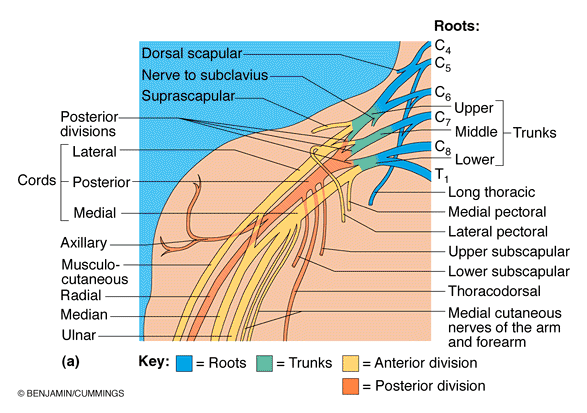 Roots:
Dorsal scapular
Nerve to subclavius
Suprascapular
Posterior
divisions
Lateral
Cords
Posterior
Medial
Axillary
Musculo-
cutaneous
Radial
Median
Ulnar
C4
C5
C6
C7
C8
T1
Upper
Middle
Trunks
Lower
Long thoracic
Medial pectoral
Lateral pectoral
Upper subscapular
Lower subscapular
Thoracodorsal
Medial cutaneous
nerves of the arm
and forearm
(a)
Key: = Roots = Trunks = Anterior division
= Posterior division
© BENJAMIN/CUMMINGS